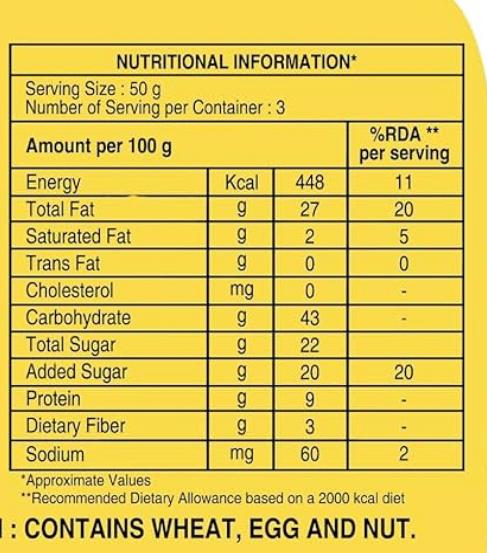 NUTRITIONAL INFORMATION*
Serving Size : 50 g
Number of Serving per Container : 3
Amount per 100 g %RDA ** per serving
Energy Kcal 448 11
Total Fat g 27 20
Saturated Fat g 2 5
Trans Fat g 0 0
Cholesterol mg 0 -
Carbohydrate g 43 -
Total Sugar g 22
Added Sugar g 20 20
Protein g 9 -
Dietary Fiber g 3 -
Sodium mg 60 2
*Approximate Values
**Recommended Dietary Allowance based on a 2000 kcal diet
: CONTAINS WHEAT, EGG AND NUT.